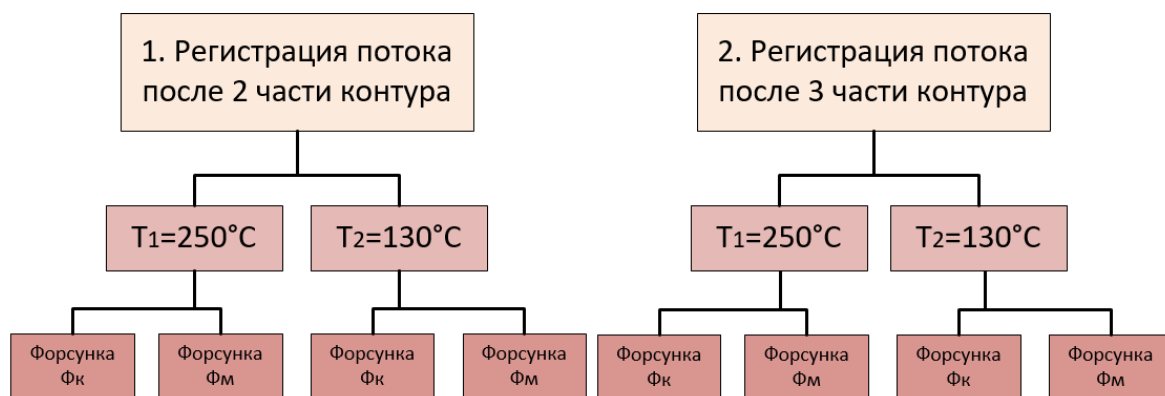 1. Регистрация потока
после 2 части контура
2. Регистрация потока
после 3 части контура
T1=250°C
T2=130°C
T1=250°C
T2=130°C
Форсунка
Фк
Форсунка
Фм
Форсунка
Фк
Форсунка
Фм
Форсунка
Фк
Форсунка
Фм
Форсунка
Фк
Форсунка
Фм